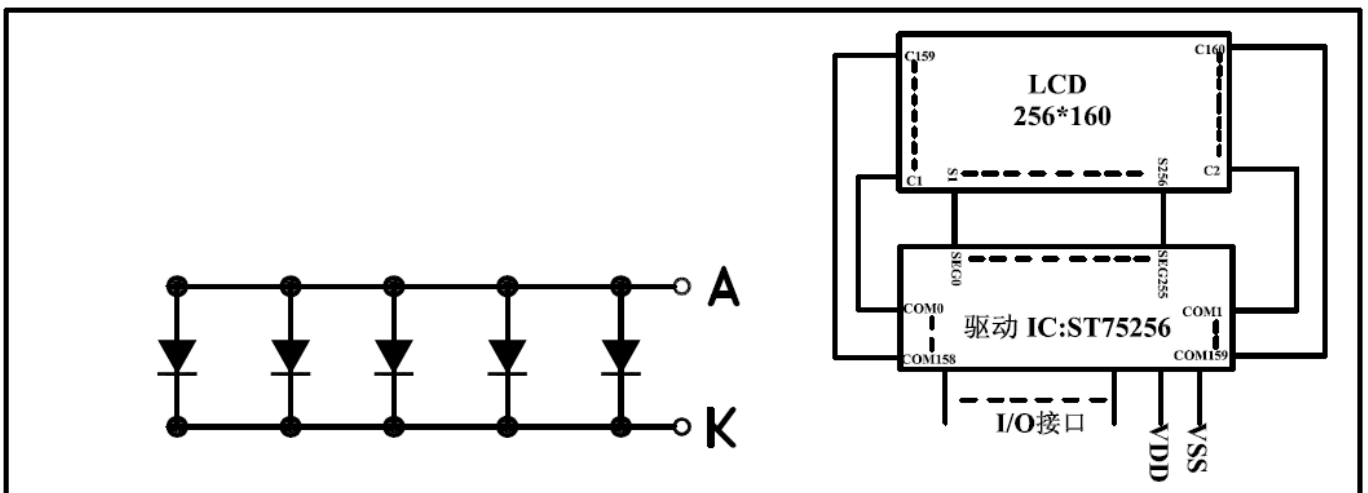 C159
C160
LCD
256*160
C1
S1
S256
C2
SEG0
SEG255
COM0
COM1
驱动 IC:ST75256
COM158
COM159
I/O接口
VDD
VSS
A
K